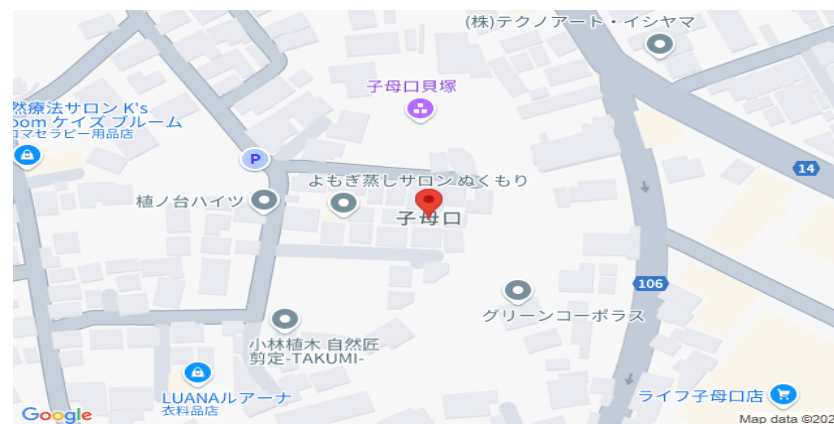 (株)テクノアート・イシヤマ
子母口貝塚
然療法サロン K's
oom ケイズ ブルーム
ロマセラピー用品店
P
14
よもぎ蒸しサロン ぬくもり
植ノ台ハイツ
子母口
106
グリーンコーポラス
小林植木 自然匠
剪定-TAKUMI-
LUANAルアーナ
衣料品店
ライフ子母口店
Google
Map data ©202